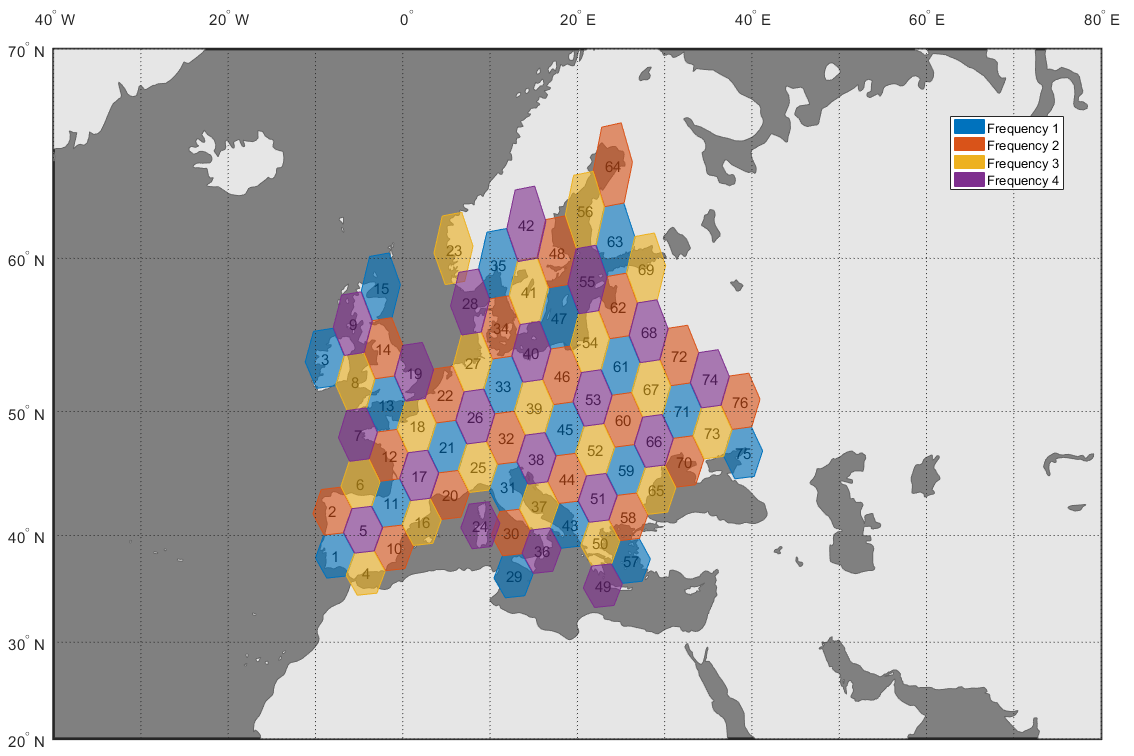 40° W 20° W 0° 20° E 40° E 60° E 80° E
70° N
Frequency 1
Frequency 2
Frequency 3
Frequency 4
64
56
42
23 48 63
35 69
60° N
15 41 55
28 62
9 34 47 68
3 14 40 54 72
8 19 27 46 61 74
13 22 33 53 67 76
50° N
7 18 26 39 60 71
12 21 32 45 66 73
6 17 25 38 52 70 75
2 11 20 31 44 59 65
5 16 24 37 51 58
40° N
1 10 30 43 50
4 29 36 49 57
30° N
20° N